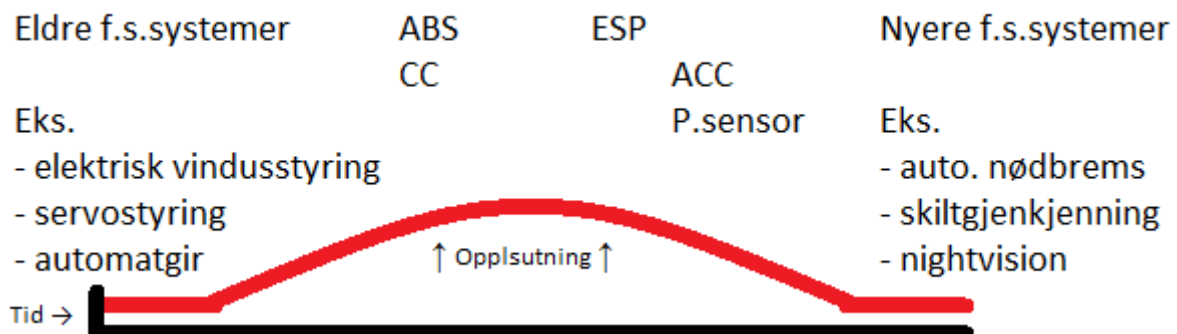 Eldre f.s.systemer ABS ESP Nyere f.s.systemer
CC ACC
Eks. P.sensor Eks.
- elektrisk vindusstyring - auto. nødbrems
- servostyring - skiltgjenkjenning
- automatgir ↑ Opplsutning ↑ - nightvision
Tid →